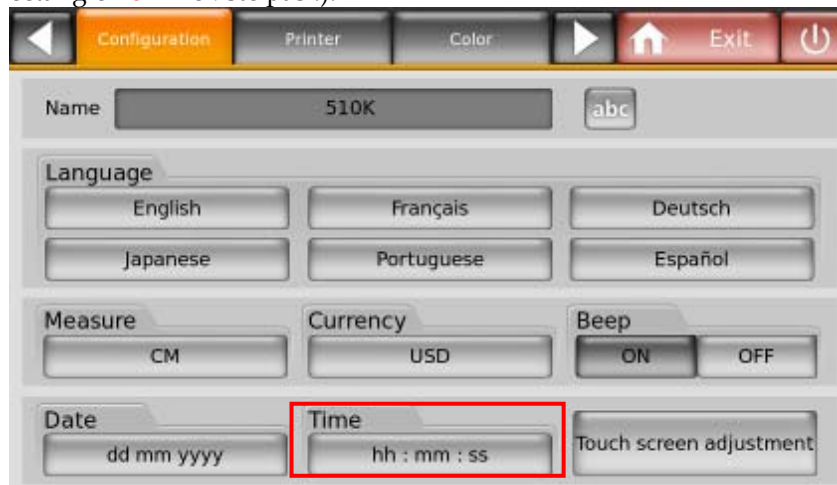 Configuration Printer Color Exit
Name 510K abc
Language
English Français Deutsch
Japanese Portuguese Español
Measure Currency Beep
CM USD ON OFF
Date Time
dd mm yyyy hh : mm : ss Touch screen adjustment